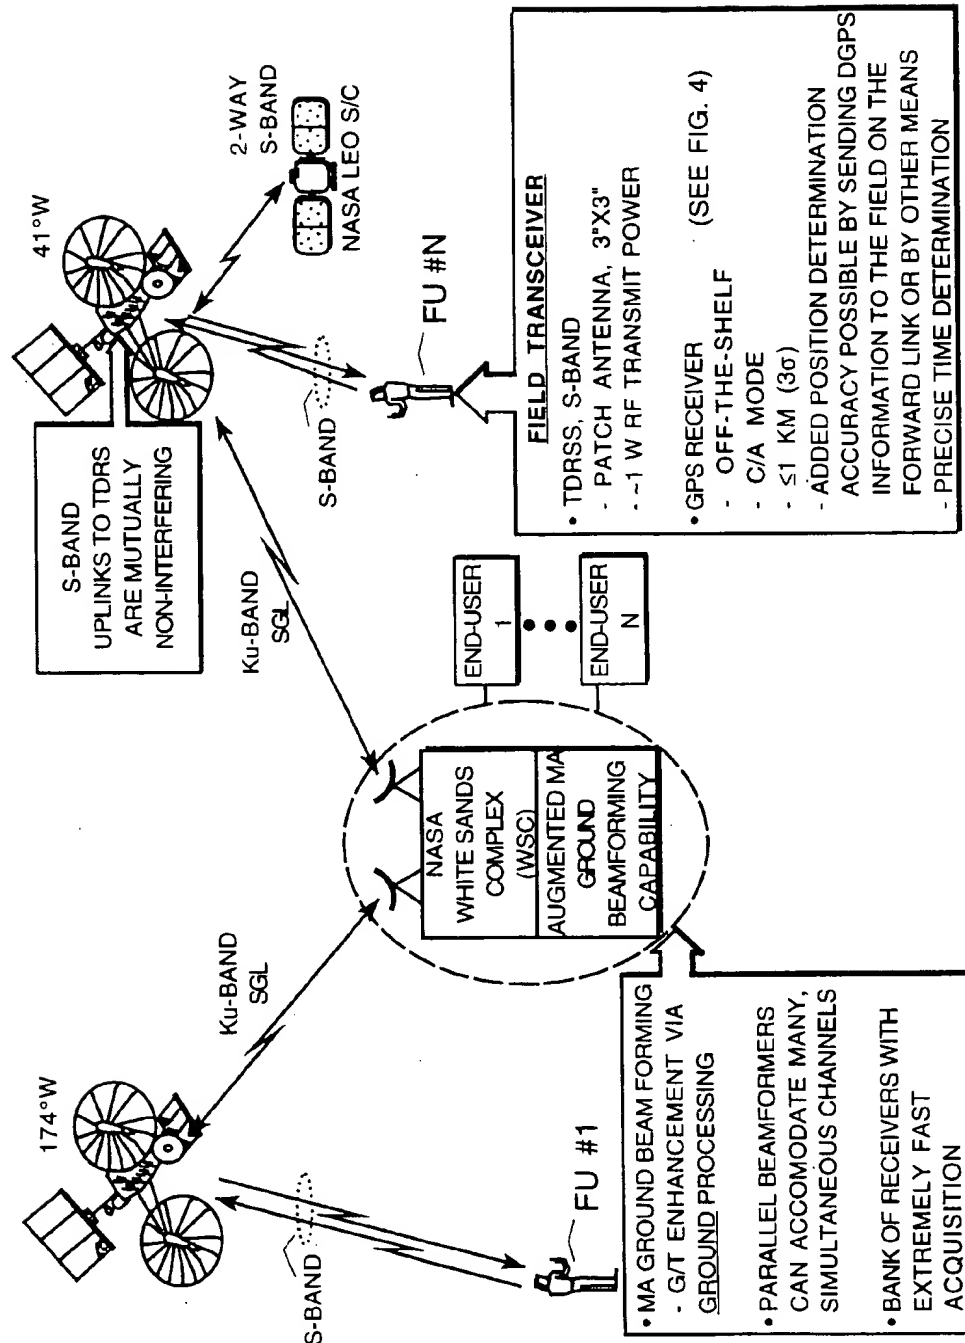 174°W
41°W
S-BAND
UPLINKS TO TDRS
ARE MUTUALLY
NON-INTERFERING
2-WAY
S-BAND
NASA LEO S/C
Ku-BAND
SGL
Ku-BAND
SGL
S-BAND
S-BAND
FU #1
FU #N
NASA
WHITE SANDS
COMPLEX
(WSC)
AUGMENTED MA
GROUND
BEAMFORMING
CAPABILITY
END-USER
1
END-USER
N
• MA GROUND BEAM FORMING
- G/T ENHANCEMENT VIA
GROUND PROCESSING
• PARALLEL BEAMFORMERS
CAN ACCOMODATE MANY,
SIMULTANEOUS CHANNELS
• BANK OF RECEIVERS WITH
EXTREMELY FAST
ACQUISITION
FIELD TRANSCEIVER
• TDRSS, S-BAND
- PATCH ANTENNA, 3"X3"
- ~1 W RF TRANSMIT POWER
• GPS RECEIVER (SEE FIG. 4)
- OFF-THE-SHELF
- C/A MODE
- ≤1 KM (3σ)
- ADDED POSITION DETERMINATION
ACCURACY POSSIBLE BY SENDING DGPS
INFORMATION TO THE FIELD ON THE
FORWARD LINK OR BY OTHER MEANS
- PRECISE TIME DETERMINATION